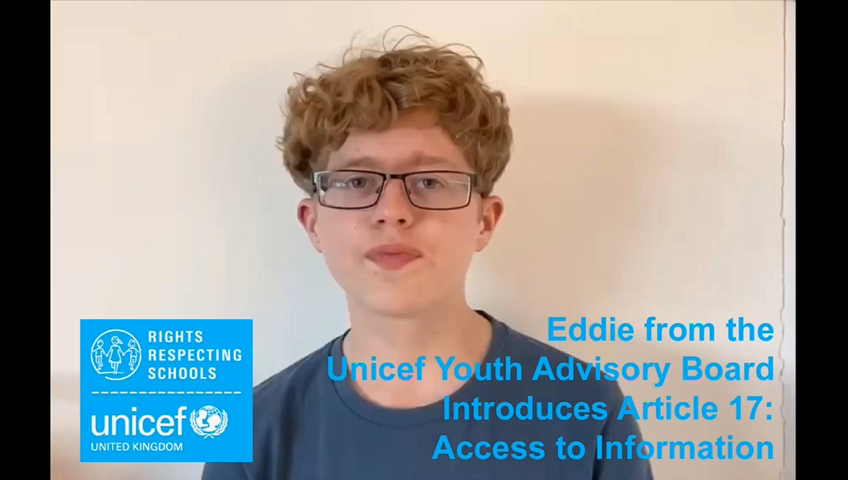 RIGHTS
RESPECTING
SCHOOLS
unicef
UNITED KINGDOM
Eddie from the
Unicef Youth Advisory Board
Introduces Article 17:
Access to Information